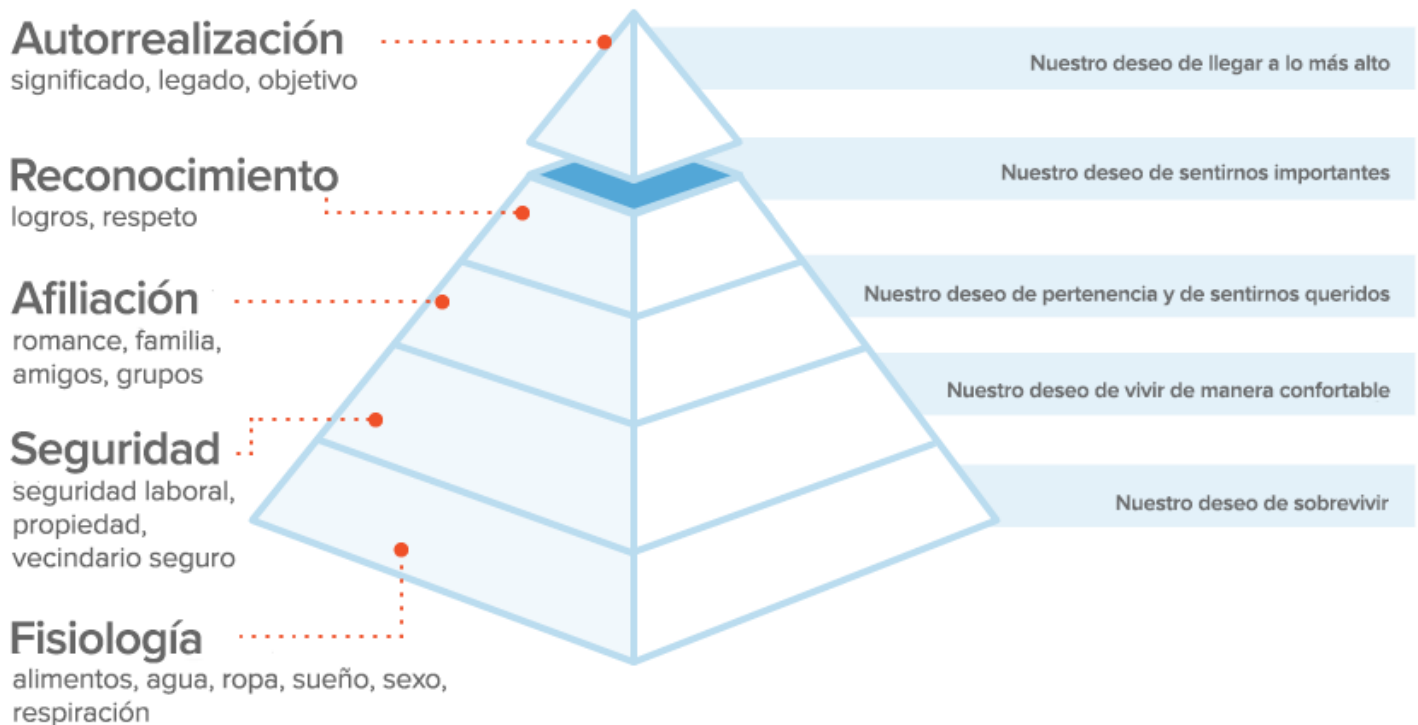 Autorrealización
significado, legado, objetivo
Nuestro deseo de llegar a lo más alto
Reconocimiento
logros, respeto
Nuestro deseo de sentirnos importantes
Afiliación
romance, familia,
amigos, grupos
Nuestro deseo de pertenencia y de sentirnos queridos
Nuestro deseo de vivir de manera confortable
Seguridad
seguridad laboral,
propiedad,
vecindario seguro
Nuestro deseo de sobrevivir
Fisiología
alimentos, agua, ropa, sueño, sexo,
respiración